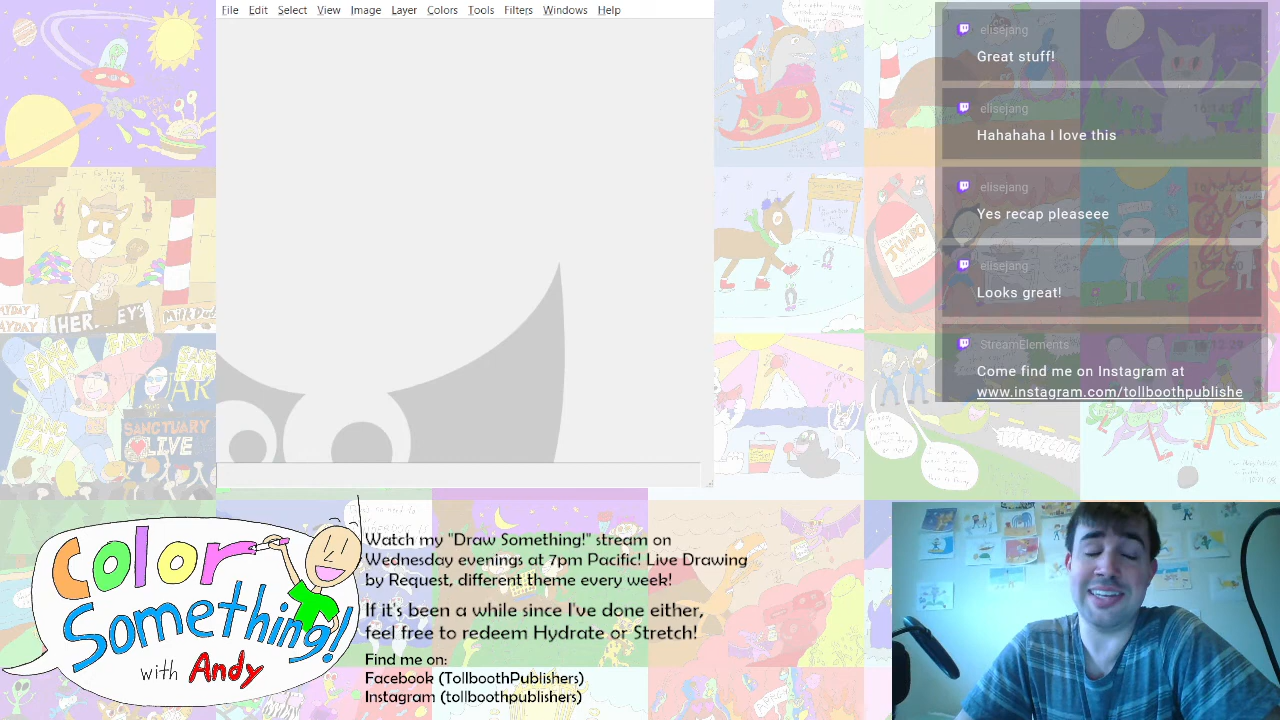 File Edit Select View Image Layer Colors Tools Filters Windows Help
elisejang
Great stuff!
elisejang
Hahahaha I love this
elisejang
Yes recap pleaseee
elisejang
Looks great!
StreamElements
Come find me on Instagram at
www.instagram.com/tollboothpublishe
JUMBO
SANCTUARY
LIVE
Color
Something!
with Andy
Watch my "Draw Something!" stream on
Wednesday evenings at 7pm Pacific! Live Drawing
by Request, different theme every week!
If it's been a while since I've done either,
feel free to redeem Hydrate or Stretch!
Find me on:
Facebook (TollboothPublishers)
Instagram (tollboothpublishers)